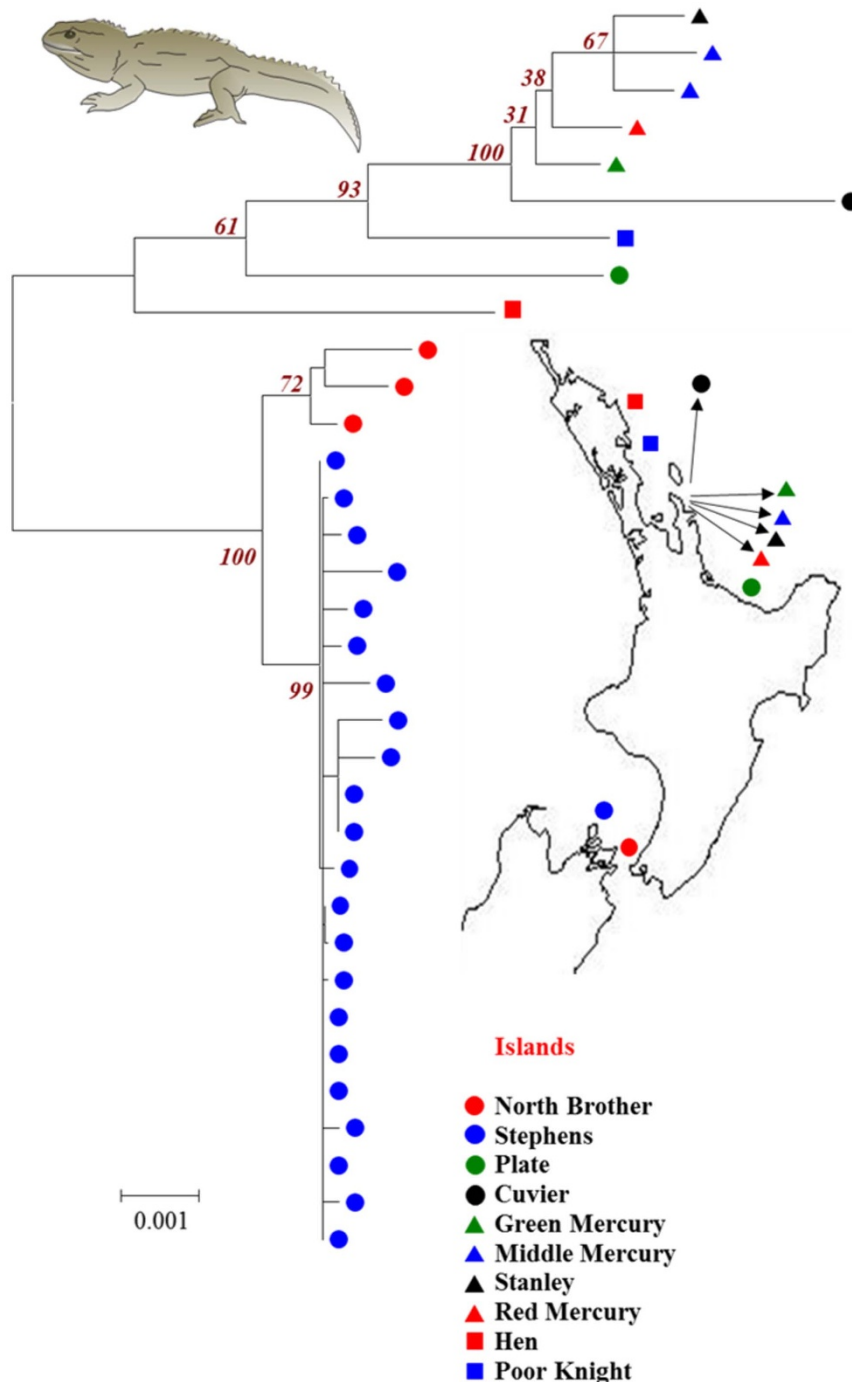 67
38
31
100
93
61
72
100
99
0.001
Islands
North Brother
Stephens
Plate
Cuvier
Green Mercury
Middle Mercury
Stanley
Red Mercury
Hen
Poor Knight